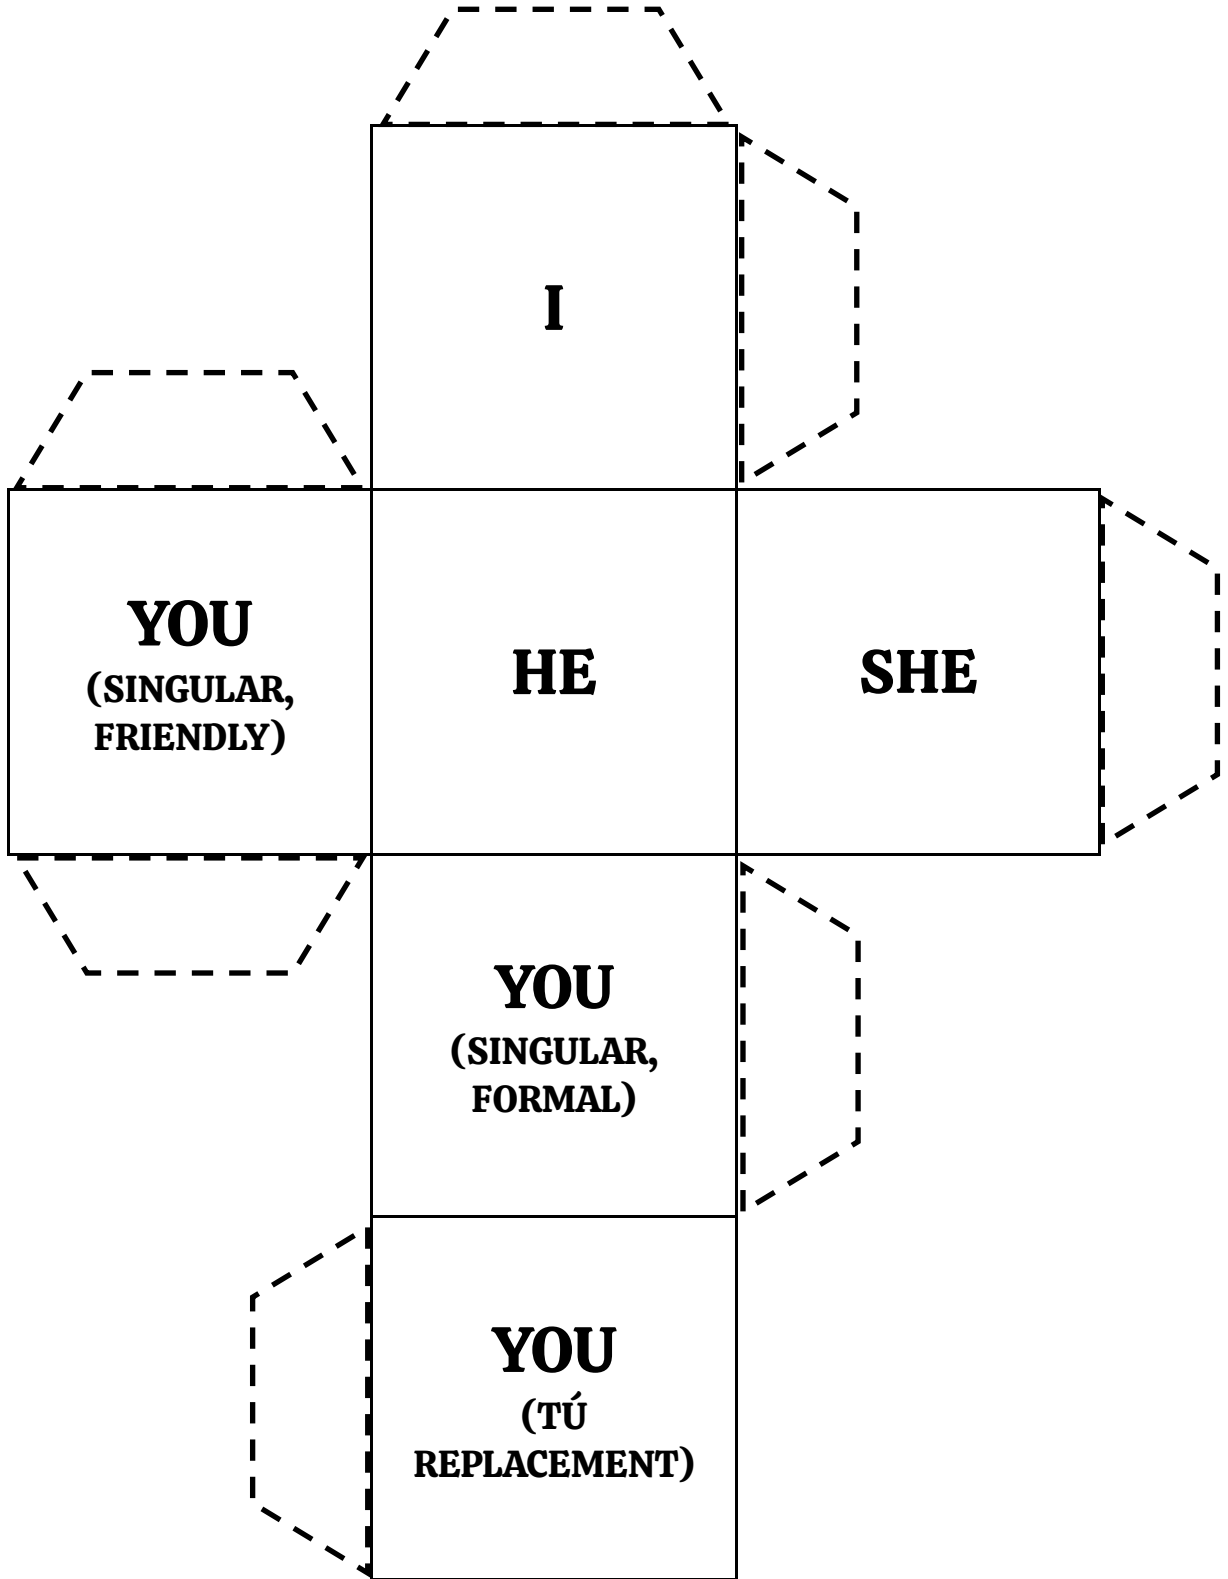 I
YOU
(SINGULAR,
FRIENDLY)
HE
SHE
YOU
(SINGULAR,
FORMAL)
YOU
(TÚ
REPLACEMENT)